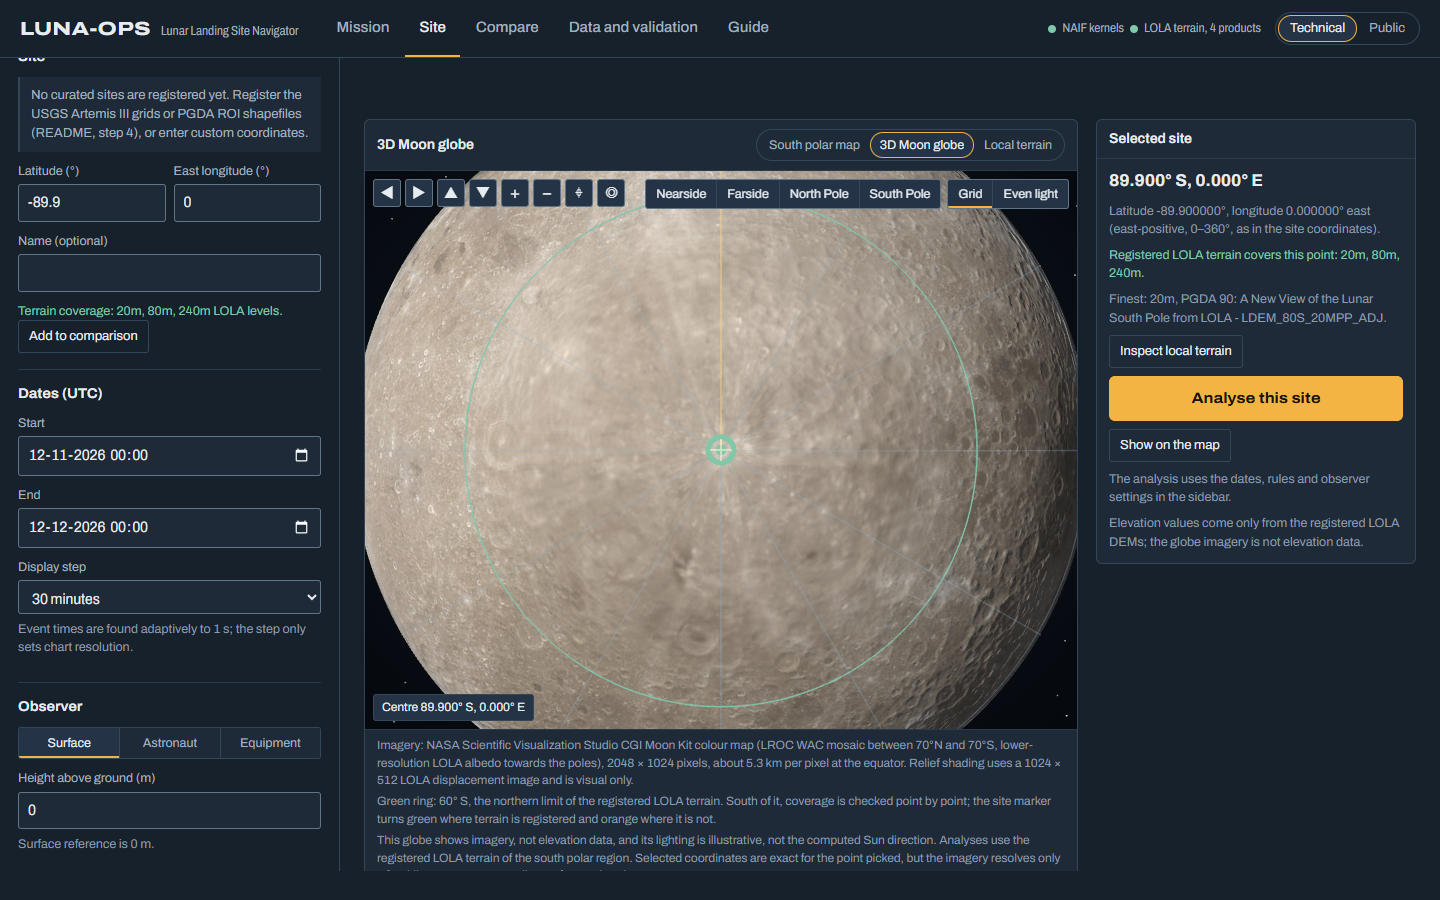 LUNA-OPS Lunar Landing Site Navigator
Mission
Site
Compare
Data and validation
Guide
NAIF kernels
LOLA terrain, 4 products
Technical
Public
Site
No curated sites are registered yet. Register the
USGS Artemis III grids or PGDA ROI shapefiles
(README, step 4), or enter custom coordinates.
Latitude (°)
East longitude (°)
-89.9
0
Name (optional)
Terrain coverage: 20m, 80m, 240m LOLA levels.
Add to comparison
Dates (UTC)
Start
12-11-2026 00:00
End
12-12-2026 00:00
Display step
30 minutes
Event times are found adaptively to 1 s; the step only
sets chart resolution.
Observer
Surface
Astronaut
Equipment
Height above ground (m)
0
Surface reference is 0 m.
3D Moon globe
South polar map
3D Moon globe
Local terrain
Nearside
Farside
North Pole
South Pole
Grid
Even light
Centre 89.900° S, 0.000° E
Imagery: NASA Scientific Visualization Studio CGI Moon Kit colour map (LROC WAC mosaic between 70°N and 70°S, lower-
resolution LOLA albedo towards the poles), 2048 × 1024 pixels, about 5.3 km per pixel at the equator. Relief shading uses a 1024 ×
512 LOLA displacement image and is visual only.
Green ring: 60° S, the northern limit of the registered LOLA terrain. South of it, coverage is checked point by point; the site marker
turns green where terrain is registered and orange where it is not.
This globe shows imagery, not elevation data, and its lighting is illustrative, not the computed Sun direction. Analyses use the
registered LOLA terrain of the south polar region. Selected coordinates are exact for the point picked, but the imagery resolves only
Selected site
89.900° S, 0.000° E
Latitude -89.900000°, longitude 0.000000° east
(east-positive, 0–360°, as in the site coordinates).
Registered LOLA terrain covers this point: 20m, 80m,
240m.
Finest: 20m, PGDA 90: A New View of the Lunar
South Pole from LOLA - LDEM_80S_20MPP_ADJ.
Inspect local terrain
Analyse this site
Show on the map
The analysis uses the dates, rules and observer
settings in the sidebar.
Elevation values come only from the registered LOLA
DEMs; the globe imagery is not elevation data.